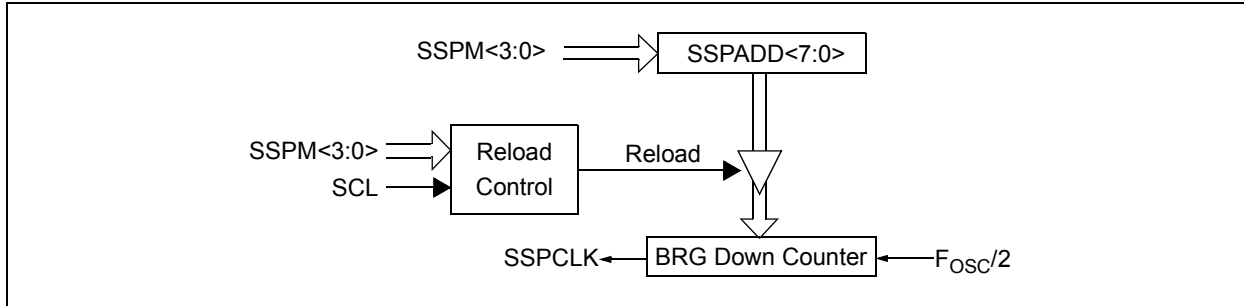 SSPM<3:0>
SSPADD<7:0>
SSPM<3:0>
SCL
Reload
Control
Reload
SSPCLK
BRG Down Counter
FOSC/2